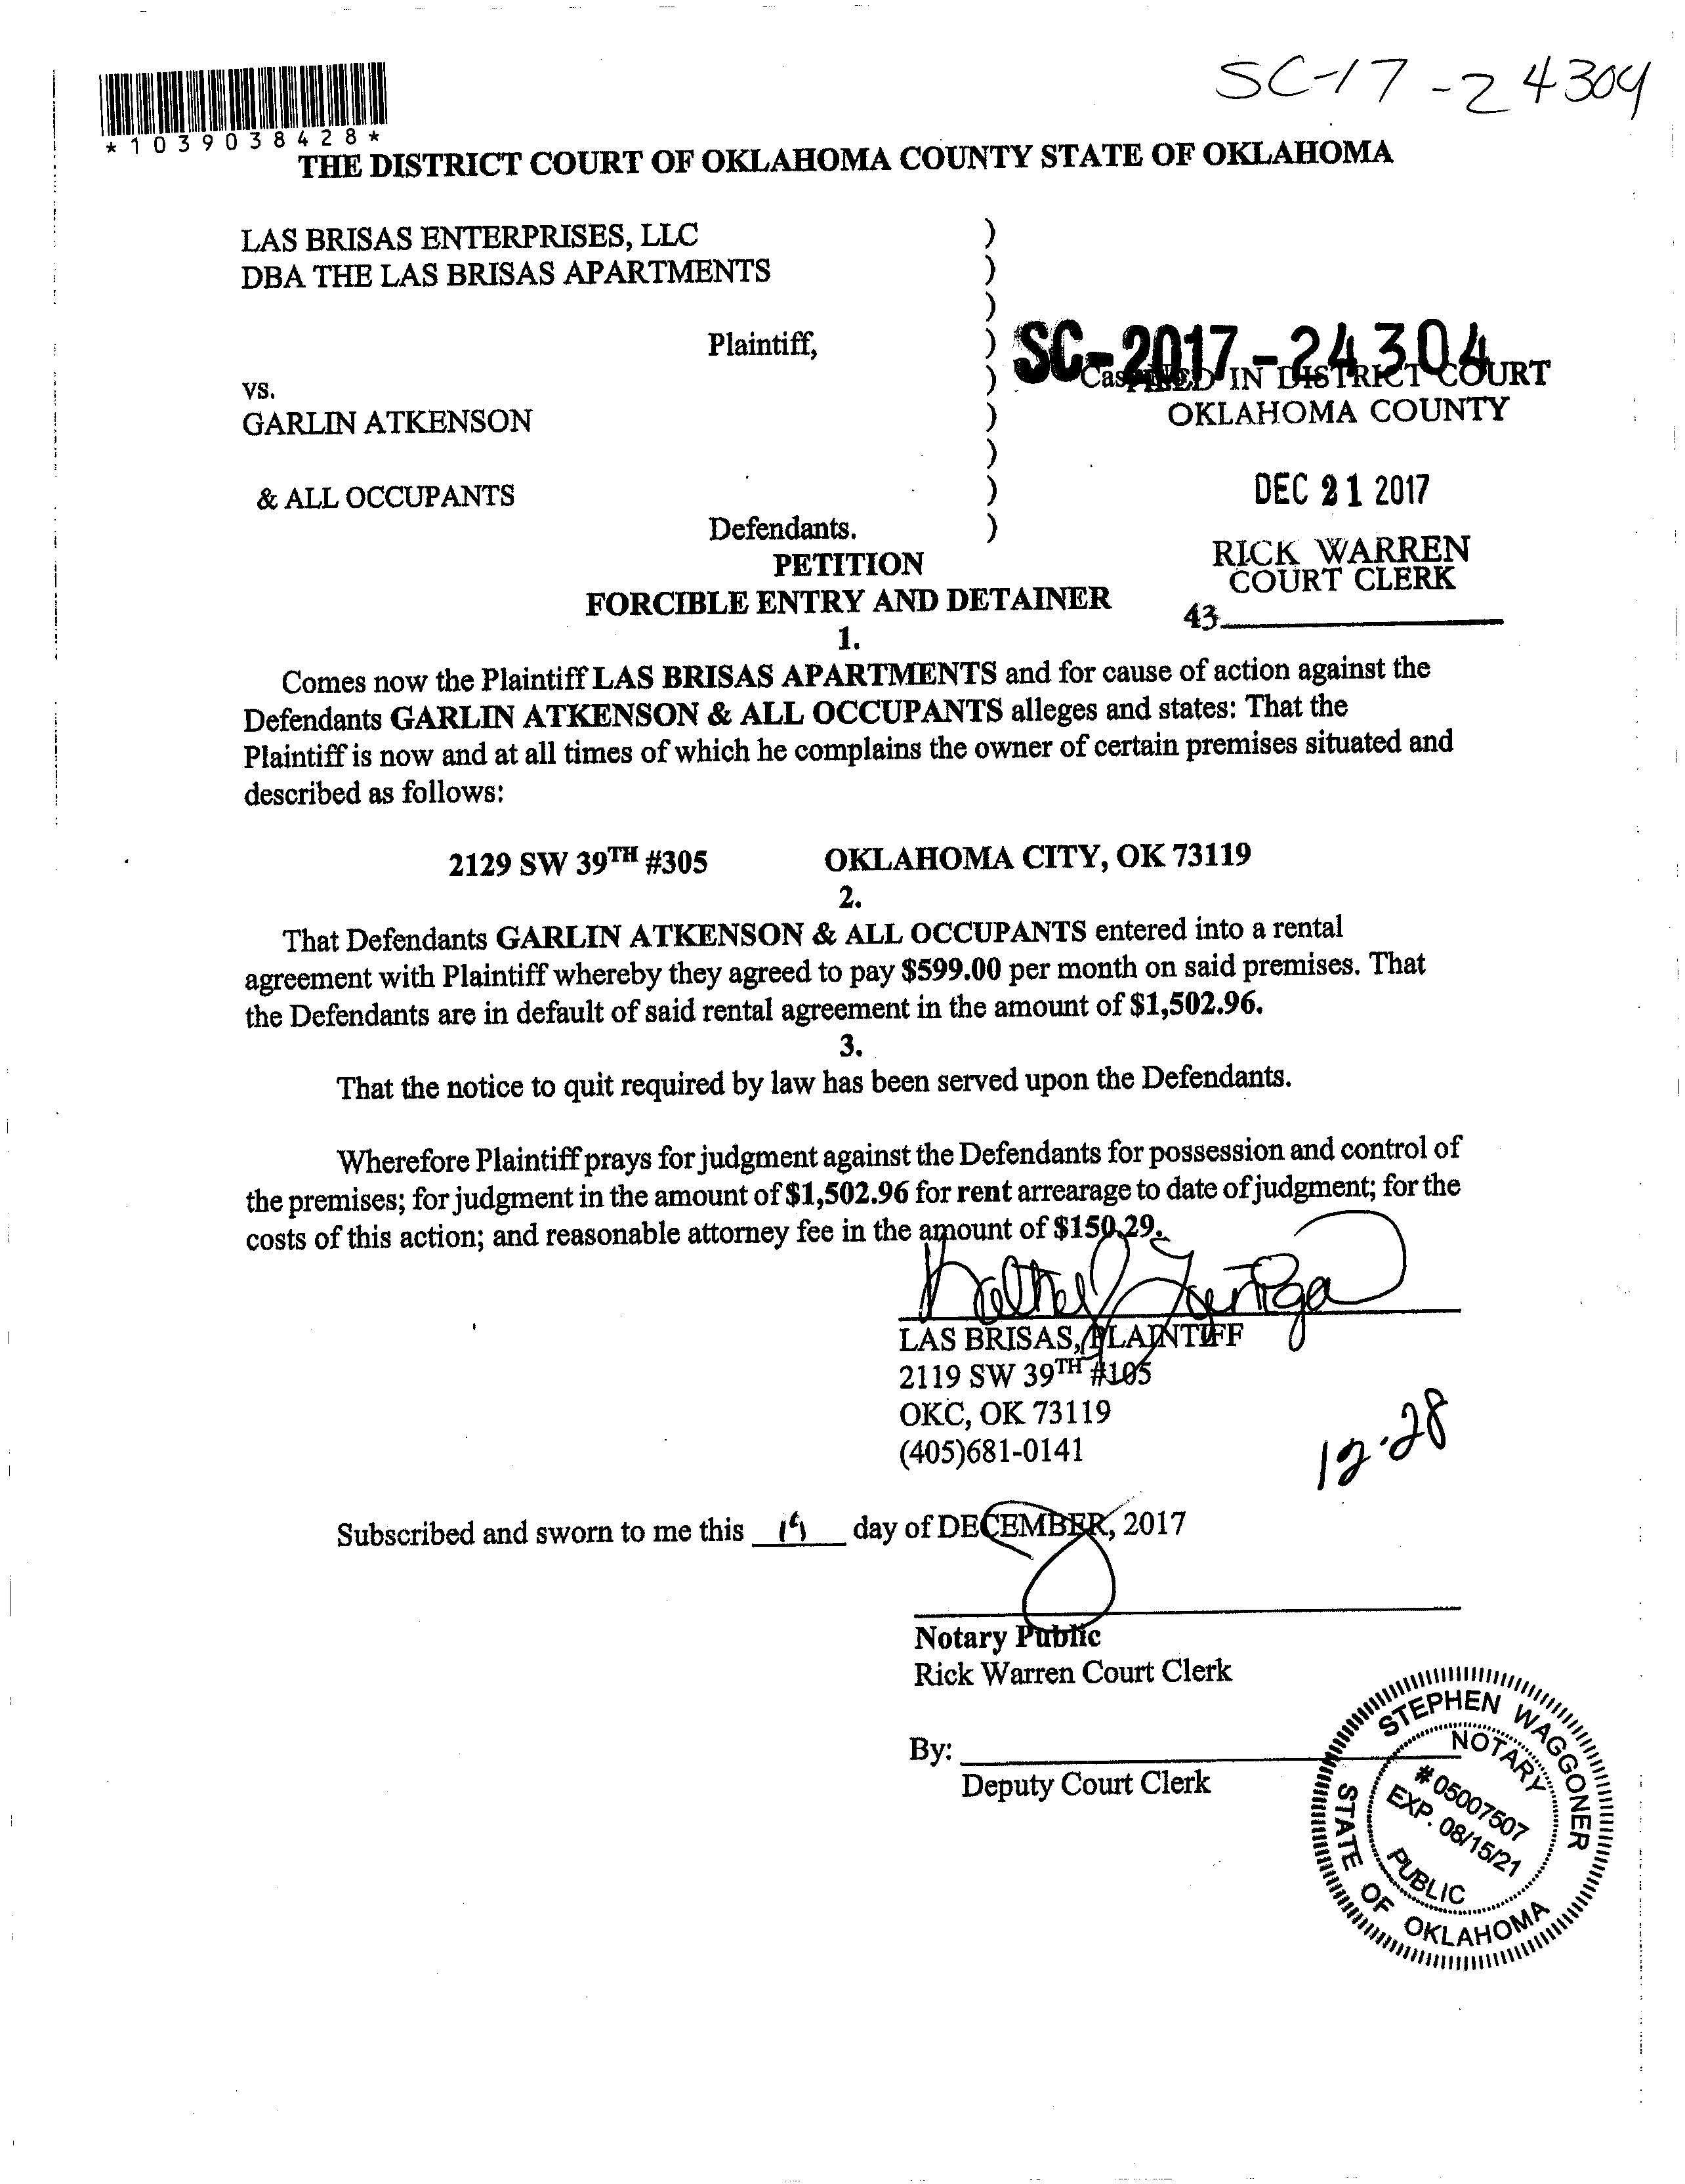 SC-17-24304
*1039038428*
THE DISTRICT COURT OF OKLAHOMA COUNTY STATE OF OKLAHOMA
LAS BRISAS ENTERPRISES, LLC )
DBA THE LAS BRISAS APARTMENTS )
)
Plaintiff, ) SC-2017-24304
vs. ) FILED IN DISTRICT COURT
GARLIN ATKENSON ) OKLAHOMA COUNTY
)
& ALL OCCUPANTS ) DEC 21 2017
Defendants. )
PETITION RICK WARREN
COURT CLERK
FORCIBLE ENTRY AND DETAINER
43
1.
Comes now the Plaintiff LAS BRISAS APARTMENTS and for cause of action against the
Defendants GARLIN ATKENSON & ALL OCCUPANTS alleges and states: That the
Plaintiff is now and at all times of which he complains the owner of certain premises situated and
described as follows:
2129 SW 39TH #305 OKLAHOMA CITY, OK 73119
2.
That Defendants GARLIN ATKENSON & ALL OCCUPANTS entered into a rental
agreement with Plaintiff whereby they agreed to pay $599.00 per month on said premises. That
the Defendants are in default of said rental agreement in the amount of $1,502.96.
3.
That the notice to quit required by law has been served upon the Defendants.
Wherefore Plaintiff prays for judgment against the Defendants for possession and control of
the premises; for judgment in the amount of $1,502.96 for rent arrearage to date of judgment; for the
costs of this action; and reasonable attorney fee in the amount of $150.29.
LAS BRISAS, PLAINTIFF
2119 SW 39TH #105
OKC, OK 73119
(405)681-0141
12-28
Subscribed and sworn to me this 19 day of DECEMBER, 2017
Notary Public
Rick Warren Court Clerk
By:
Deputy Court Clerk
STEPHEN WAGGONER
NOTARY
#05007507
EXP. 08/15/21
PUBLIC
STATE OF OKLAHOMA